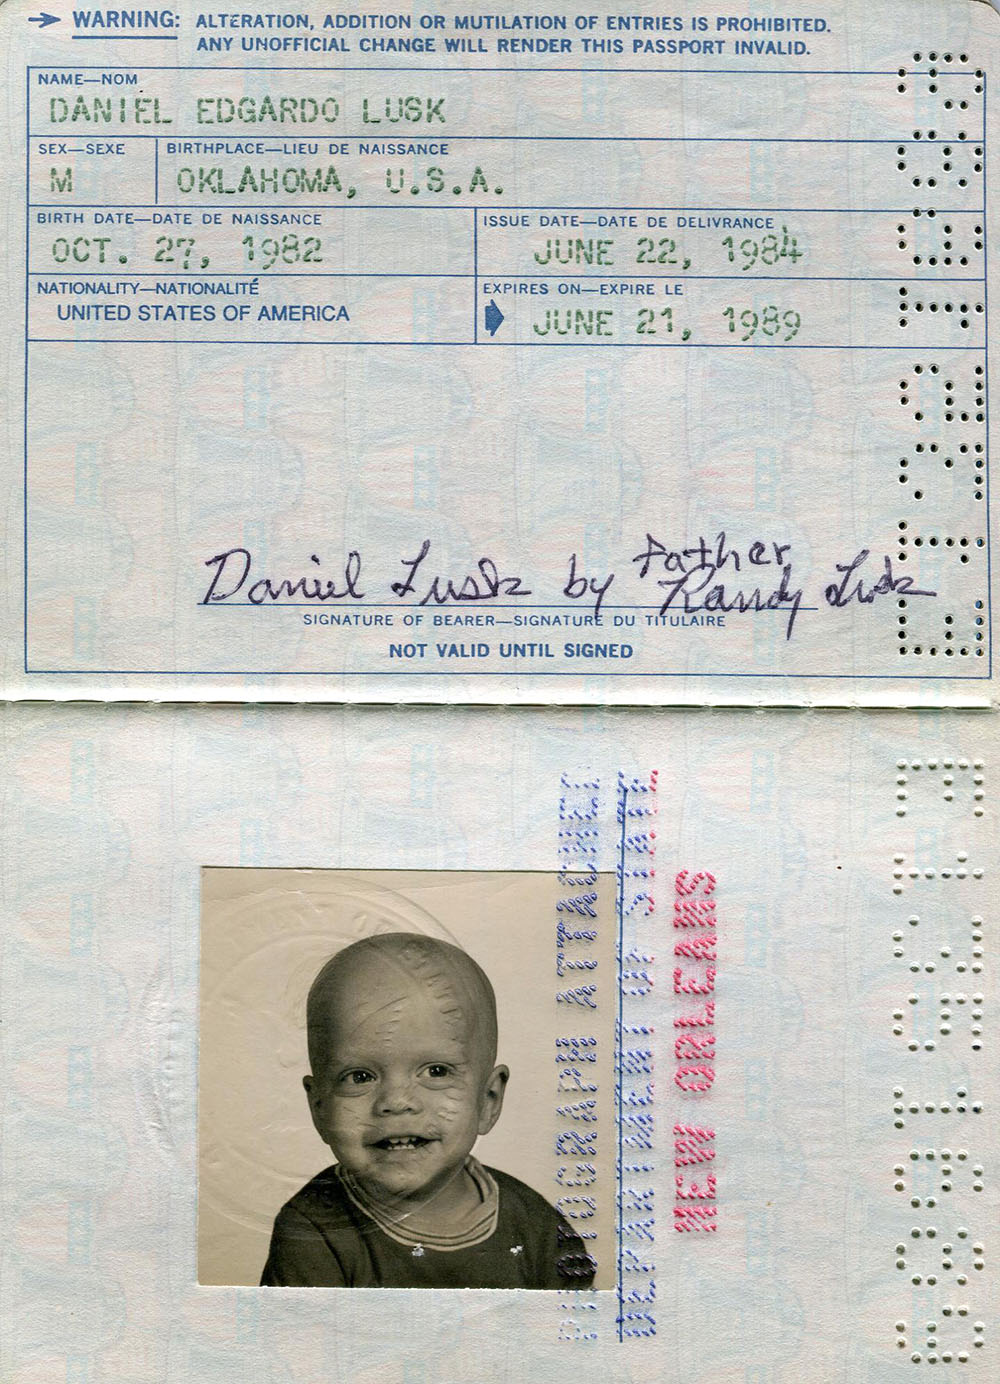 WARNING: ALTERATION, ADDITION OR MUTILATION OF ENTRIES IS PROHIBITED.
ANY UNOFFICIAL CHANGE WILL RENDER THIS PASSPORT INVALID.
NAME—NOM
DANIEL EDGARDO LUSK
SEX—SEXE BIRTHPLACE—LIEU DE NAISSANCE
M OKLAHOMA, U.S.A.
BIRTH DATE—DATE DE NAISSANCE ISSUE DATE—DATE DE DELIVRANCE
OCT. 27, 1982 JUNE 22, 1984
NATIONALITY—NATIONALITÉ EXPIRES ON—EXPIRE LE
UNITED STATES OF AMERICA JUNE 21, 1989
Daniel Lusk by Father
Randy Lusk
SIGNATURE OF BEARER—SIGNATURE DU TITULAIRE
NOT VALID UNTIL SIGNED
PHOTOGRAPH ATTACHED
DEPARTMENT OF STATE
NEW ORLEANS